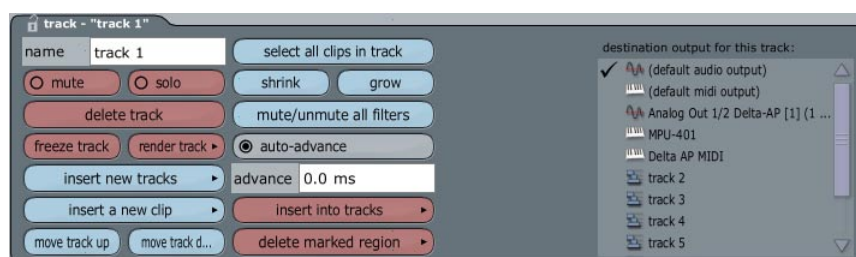 track - "track 1"
name track 1
select all clips in track
mute solo
shrink grow
delete track
mute/unmute all filters
freeze track render track
auto-advance
insert new tracks
advance 0.0 ms
insert a new clip
insert into tracks
move track up move track d...
delete marked region
destination output for this track:
(default audio output)
(default midi output)
Analog Out 1/2 Delta-AP [1] (1 ...
MPU-401
Delta AP MIDI
track 2
track 3
track 4
track 5